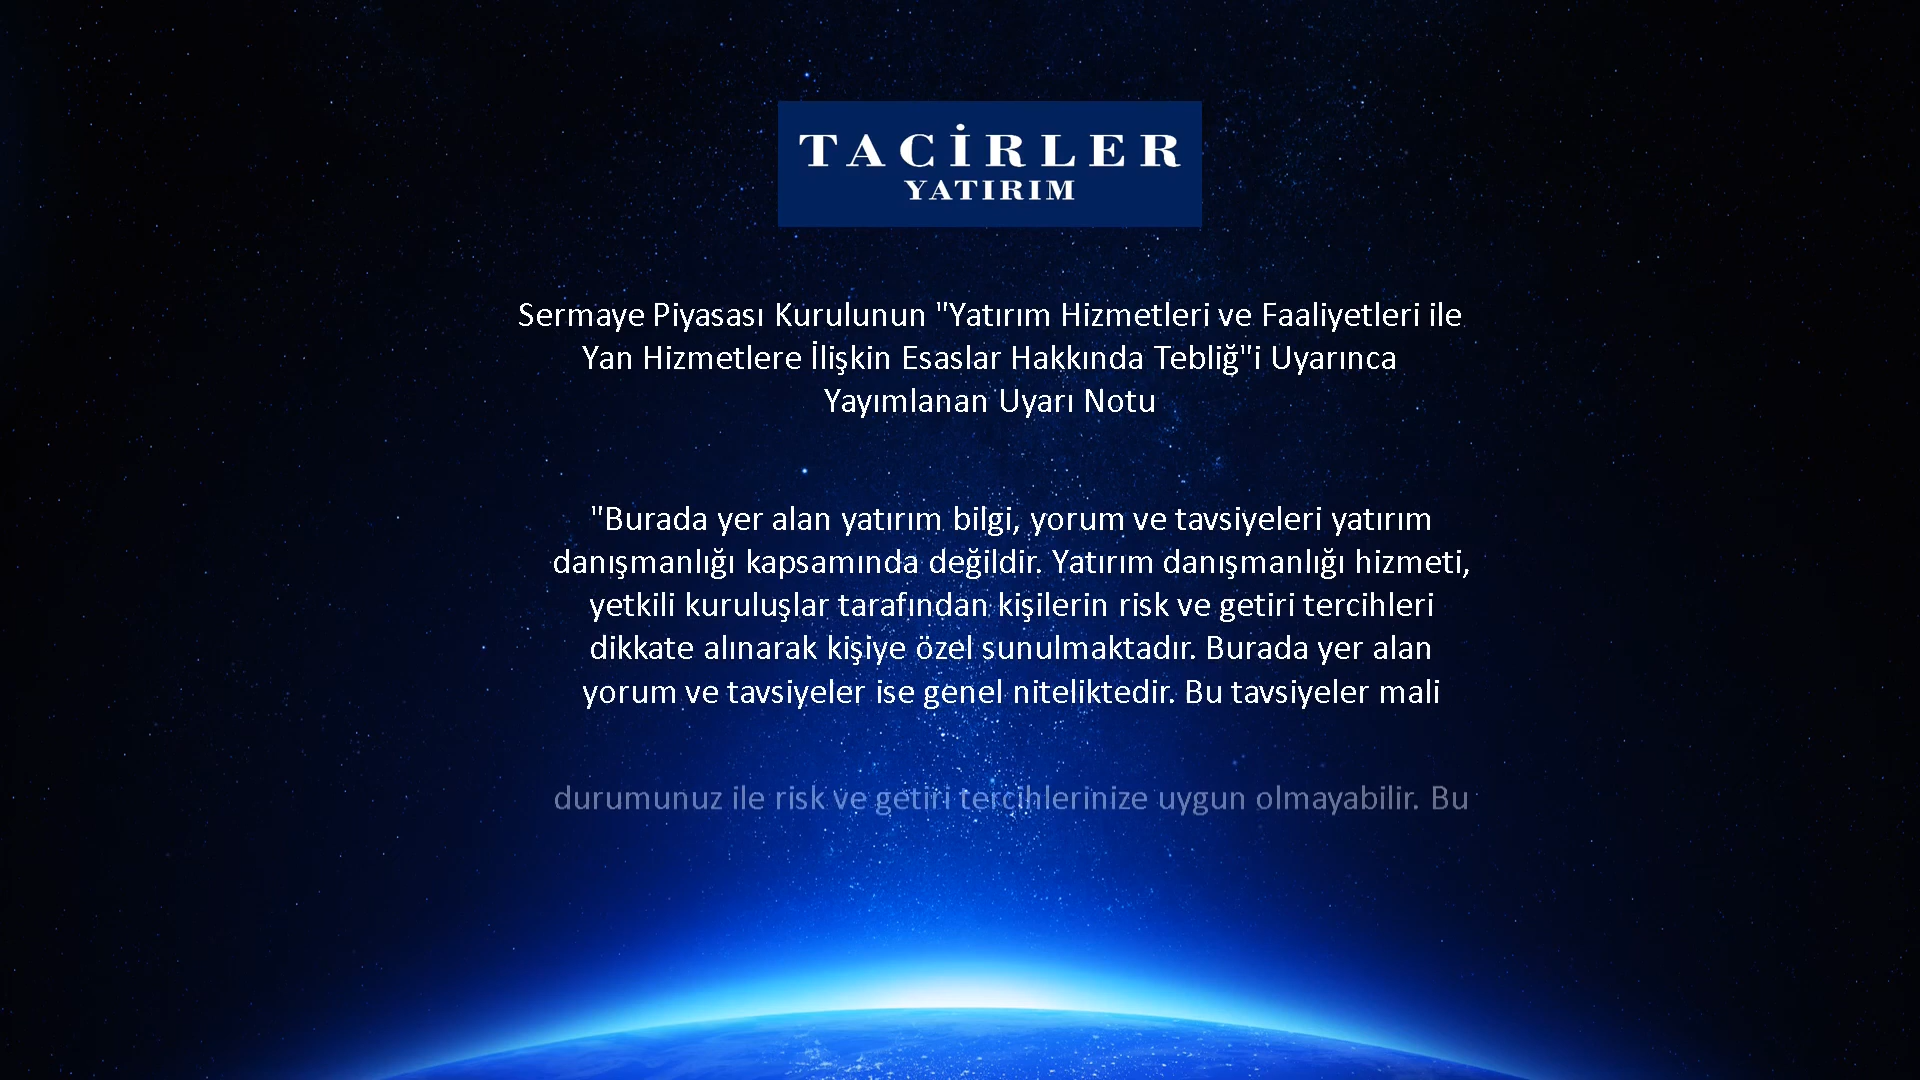 TACİRLER
YATIRIM
Sermaye Piyasası Kurulunun "Yatırım Hizmetleri ve Faaliyetleri ile
Yan Hizmetlere İlişkin Esaslar Hakkında Tebliğ"i Uyarınca
Yayımlanan Uyarı Notu
"Burada yer alan yatırım bilgi, yorum ve tavsiyeleri yatırım
danışmanlığı kapsamında değildir. Yatırım danışmanlığı hizmeti,
yetkili kuruluşlar tarafından kişilerin risk ve getiri tercihleri
dikkate alınarak kişiye özel sunulmaktadır. Burada yer alan
yorum ve tavsiyeler ise genel niteliktedir. Bu tavsiyeler mali
durumunuz ile risk ve getiri tercihlerinize uygun olmayabilir. Bu